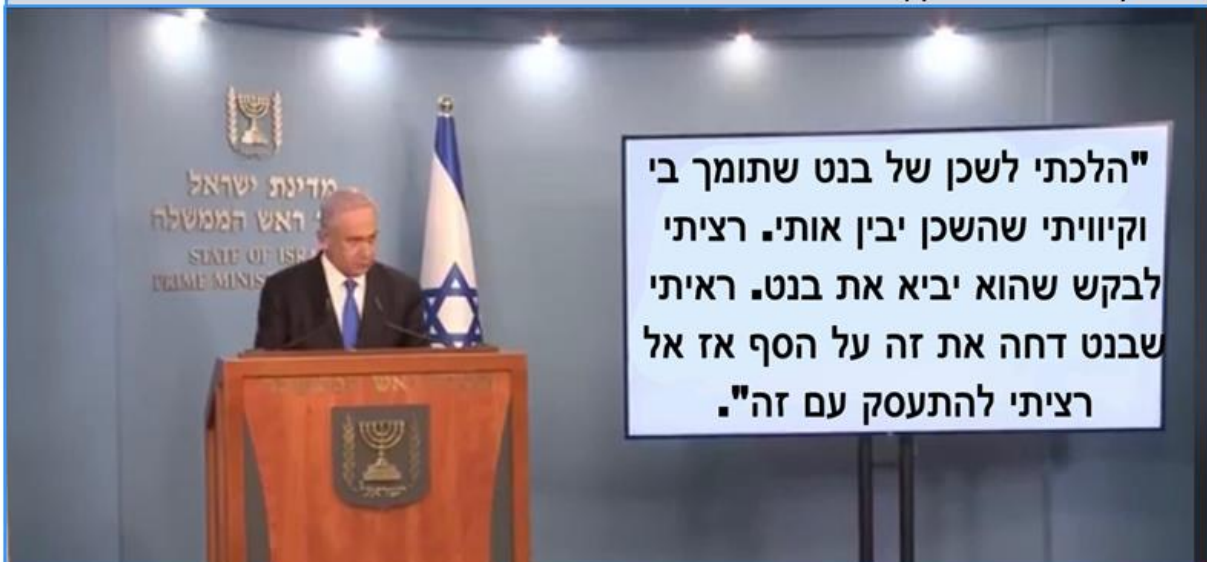 מדינת ישראל
ראש הממשלה
STATE OF ISRA
PRIME MINIS
"הלכתי לשכן של בנט שתומך בי
וקיוויתי שהשכן יבין אותי. רציתי
לבקש שהוא יביא את בנט. ראיתי
שבנט דחה את זה על הסף אז אל
רציתי להתעסק עם זה".